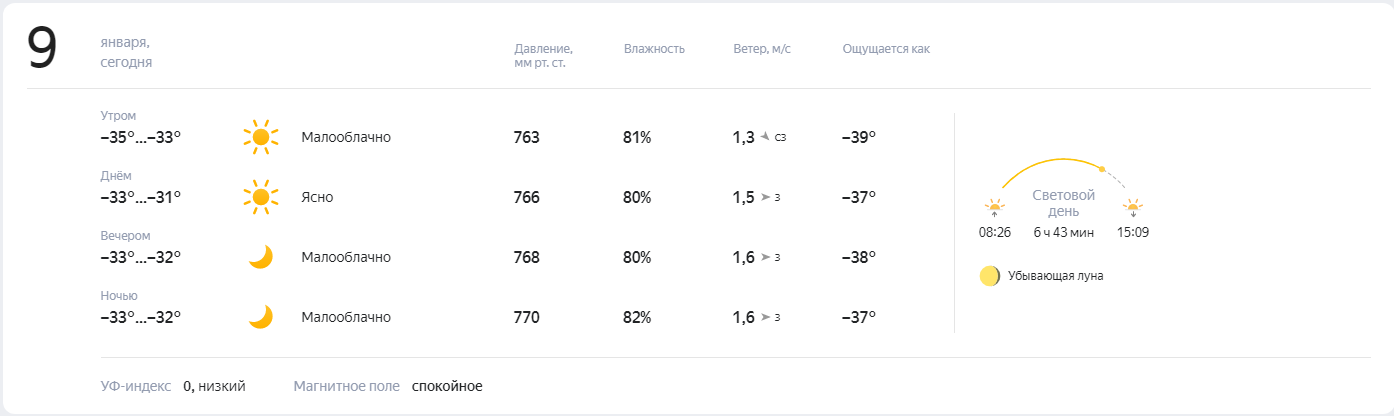 9
января,
сегодня
Давление,
мм рт. ст.
Влажность
Ветер, м/с
Ощущается как
Утром
−35°...−33° Малооблачно 763 81% 1,3 СЗ −39°
Днём
−33°...−31° Ясно 766 80% 1,5 З −37°
Вечером
−33°...−32° Малооблачно 768 80% 1,6 З −38°
Ночью
−33°...−32° Малооблачно 770 82% 1,6 З −37°
Световой
день
08:26 6 ч 43 мин 15:09
Убывающая луна
УФ-индекс 0, низкий Магнитное поле спокойное